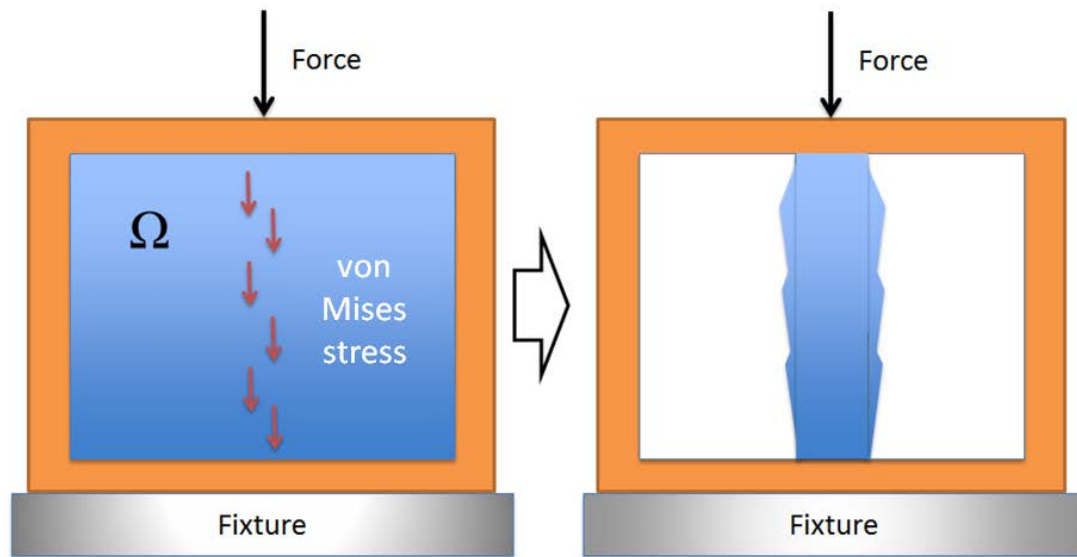 Force
Force
Ω
von
Mises
stress
Fixture
Fixture